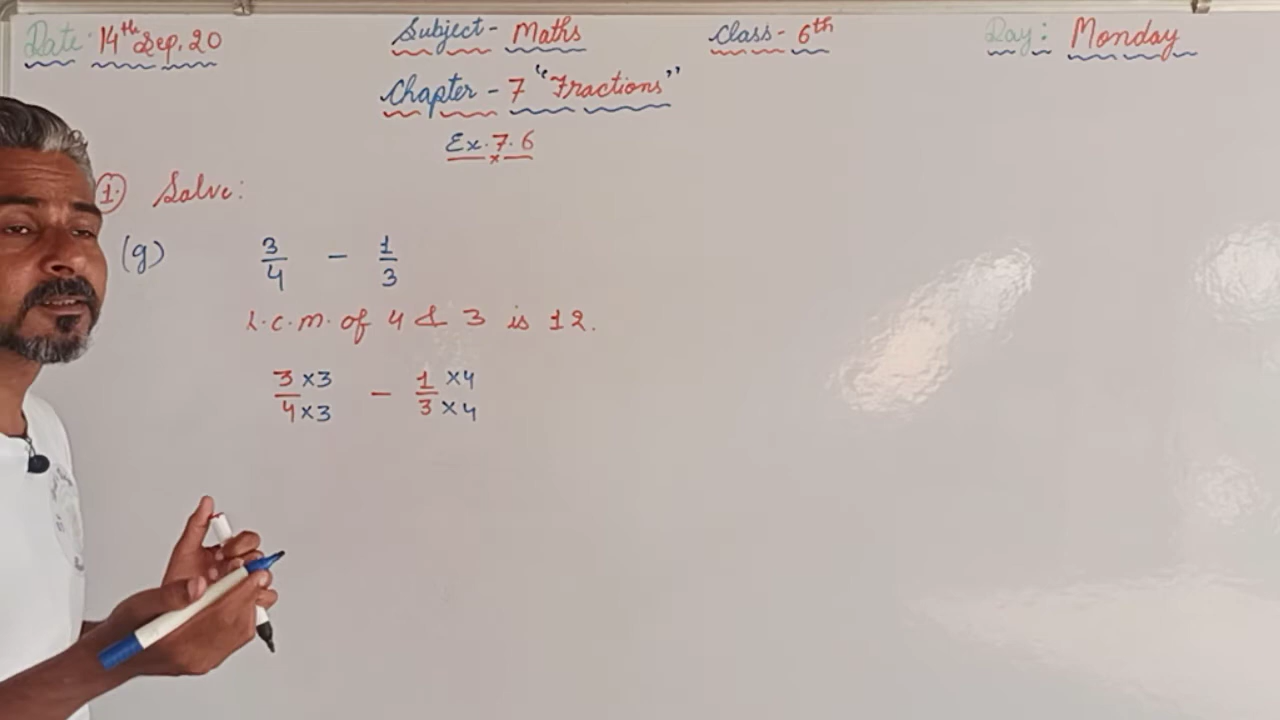 Date: 14th Sep. 20 Subject- Maths Class- 6th Day: Monday
Chapter - 7 "Fractions"
Ex. 7.6
1. Solve:
(g) 3/4 - 1/3
L.c.m. of 4 & 3 is 12.
3×3/4×3 - 1×4/3×4